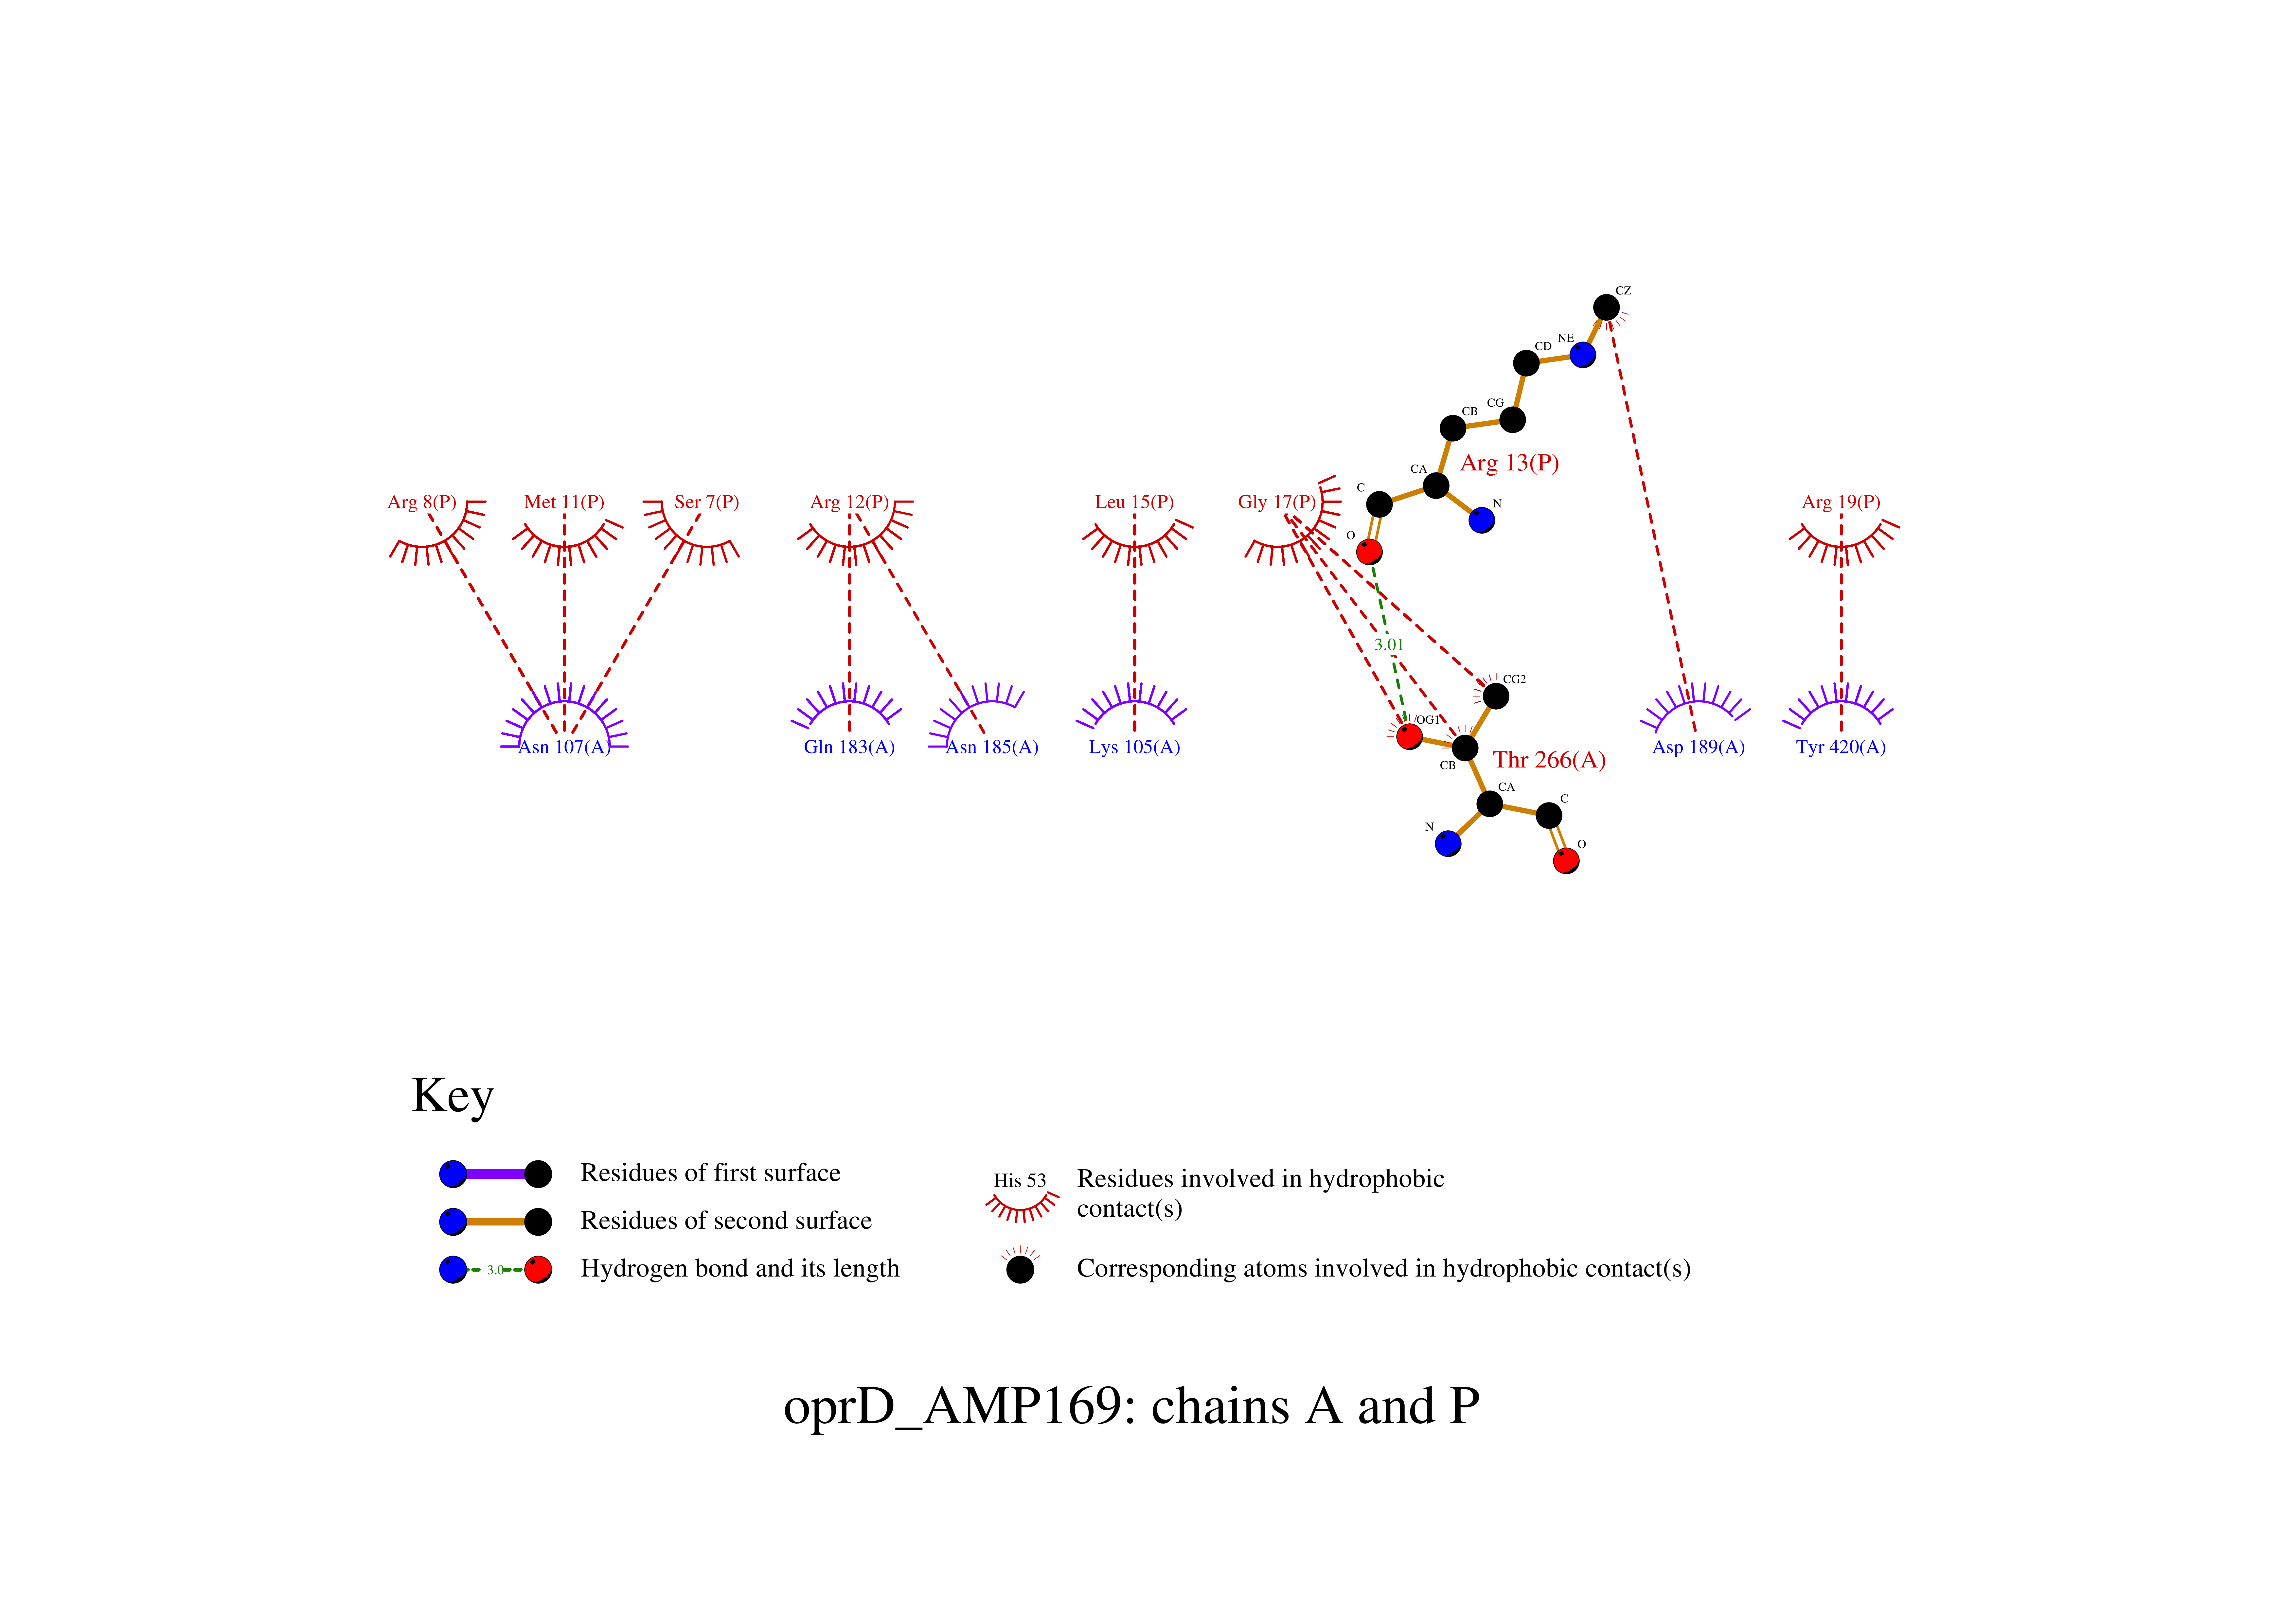 CZ
NE
CD
CG
CB
Arg 13(P)
CA
C
N
O
Arg 8(P) Met 11(P) Ser 7(P) Arg 12(P) Leu 15(P) Gly 17(P) Arg 19(P)
3.01
CG2
OG1
CB
Thr 266(A)
Asn 107(A) Gln 183(A) Asn 185(A) Lys 105(A) Asp 189(A) Tyr 420(A)
CA
C
N
O
Key
Residues of first surface
Residues of second surface
3.0
Hydrogen bond and its length
His 53
Residues involved in hydrophobic
contact(s)
Corresponding atoms involved in hydrophobic contact(s)
oprD_AMP169: chains A and P